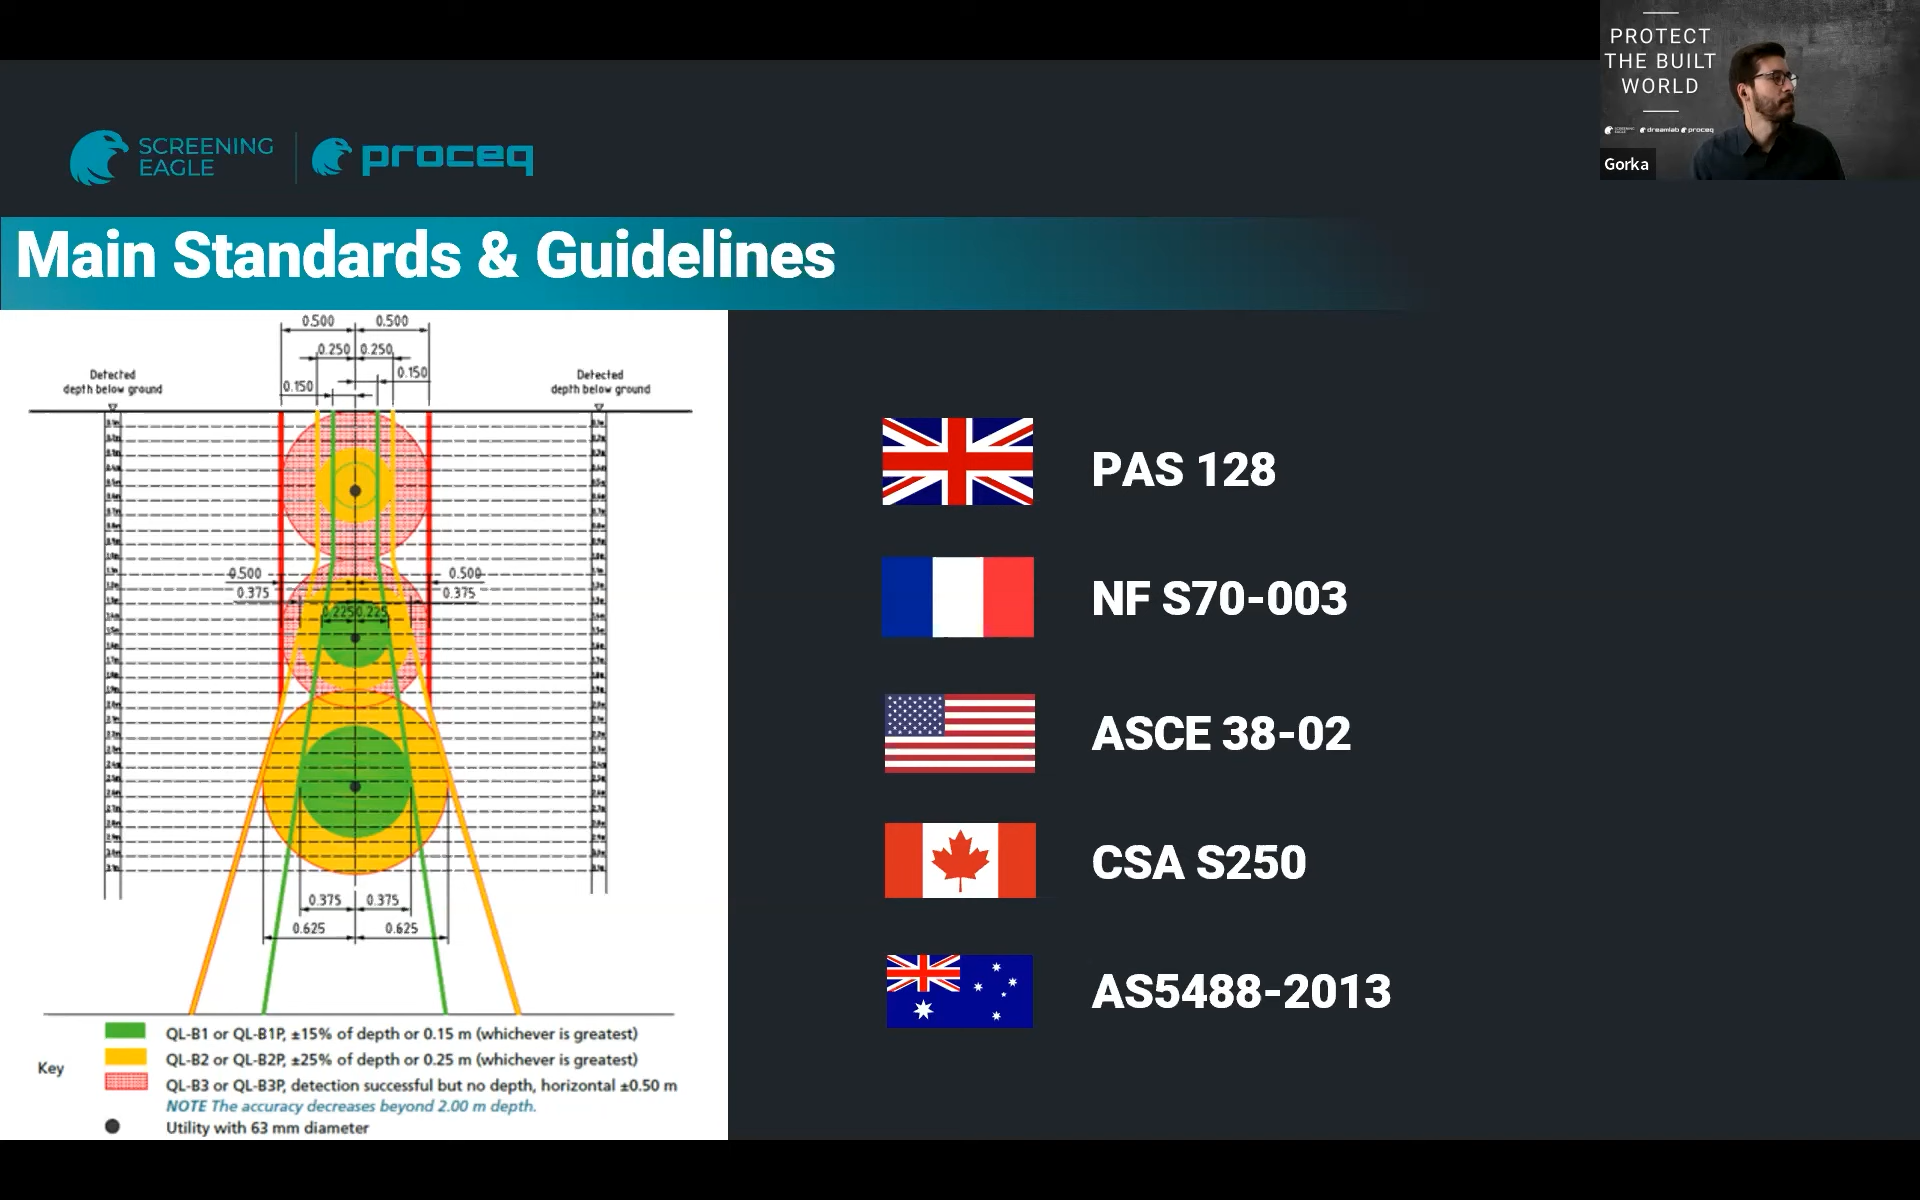 PROTECT
THE BUILT
WORLD
dreamlab proceq
Gorka
SCREENING
EAGLE
proceq
Main Standards & Guidelines
0.500 0.500
0.250 0.250
0.150
0.150
Detected
depth below ground
Detected
depth below ground
0.500 0.500
0.375 0.375
0.225 0.225
0.375 0.375
0.625 0.625
Key
QL-B1 or QL-B1P, ±15% of depth or 0.15 m (whichever is greatest)
QL-B2 or QL-B2P, ±25% of depth or 0.25 m (whichever is greatest)
QL-B3 or QL-B3P, detection successful but no depth, horizontal ±0.50 m
NOTE The accuracy decreases beyond 2.00 m depth.
Utility with 63 mm diameter
PAS 128
NF S70-003
ASCE 38-02
CSA S250
AS5488-2013